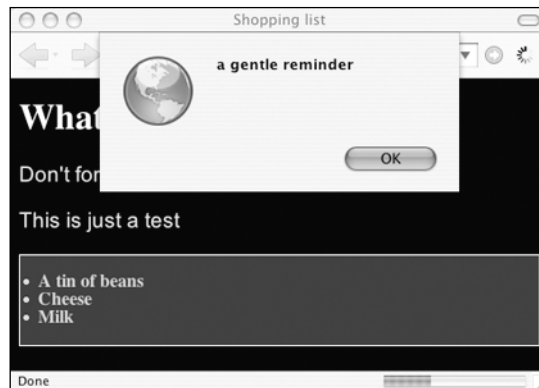 Shopping list
a gentle reminder
OK
What
Don't for
This is just a test
• A tin of beans
• Cheese
• Milk
Done